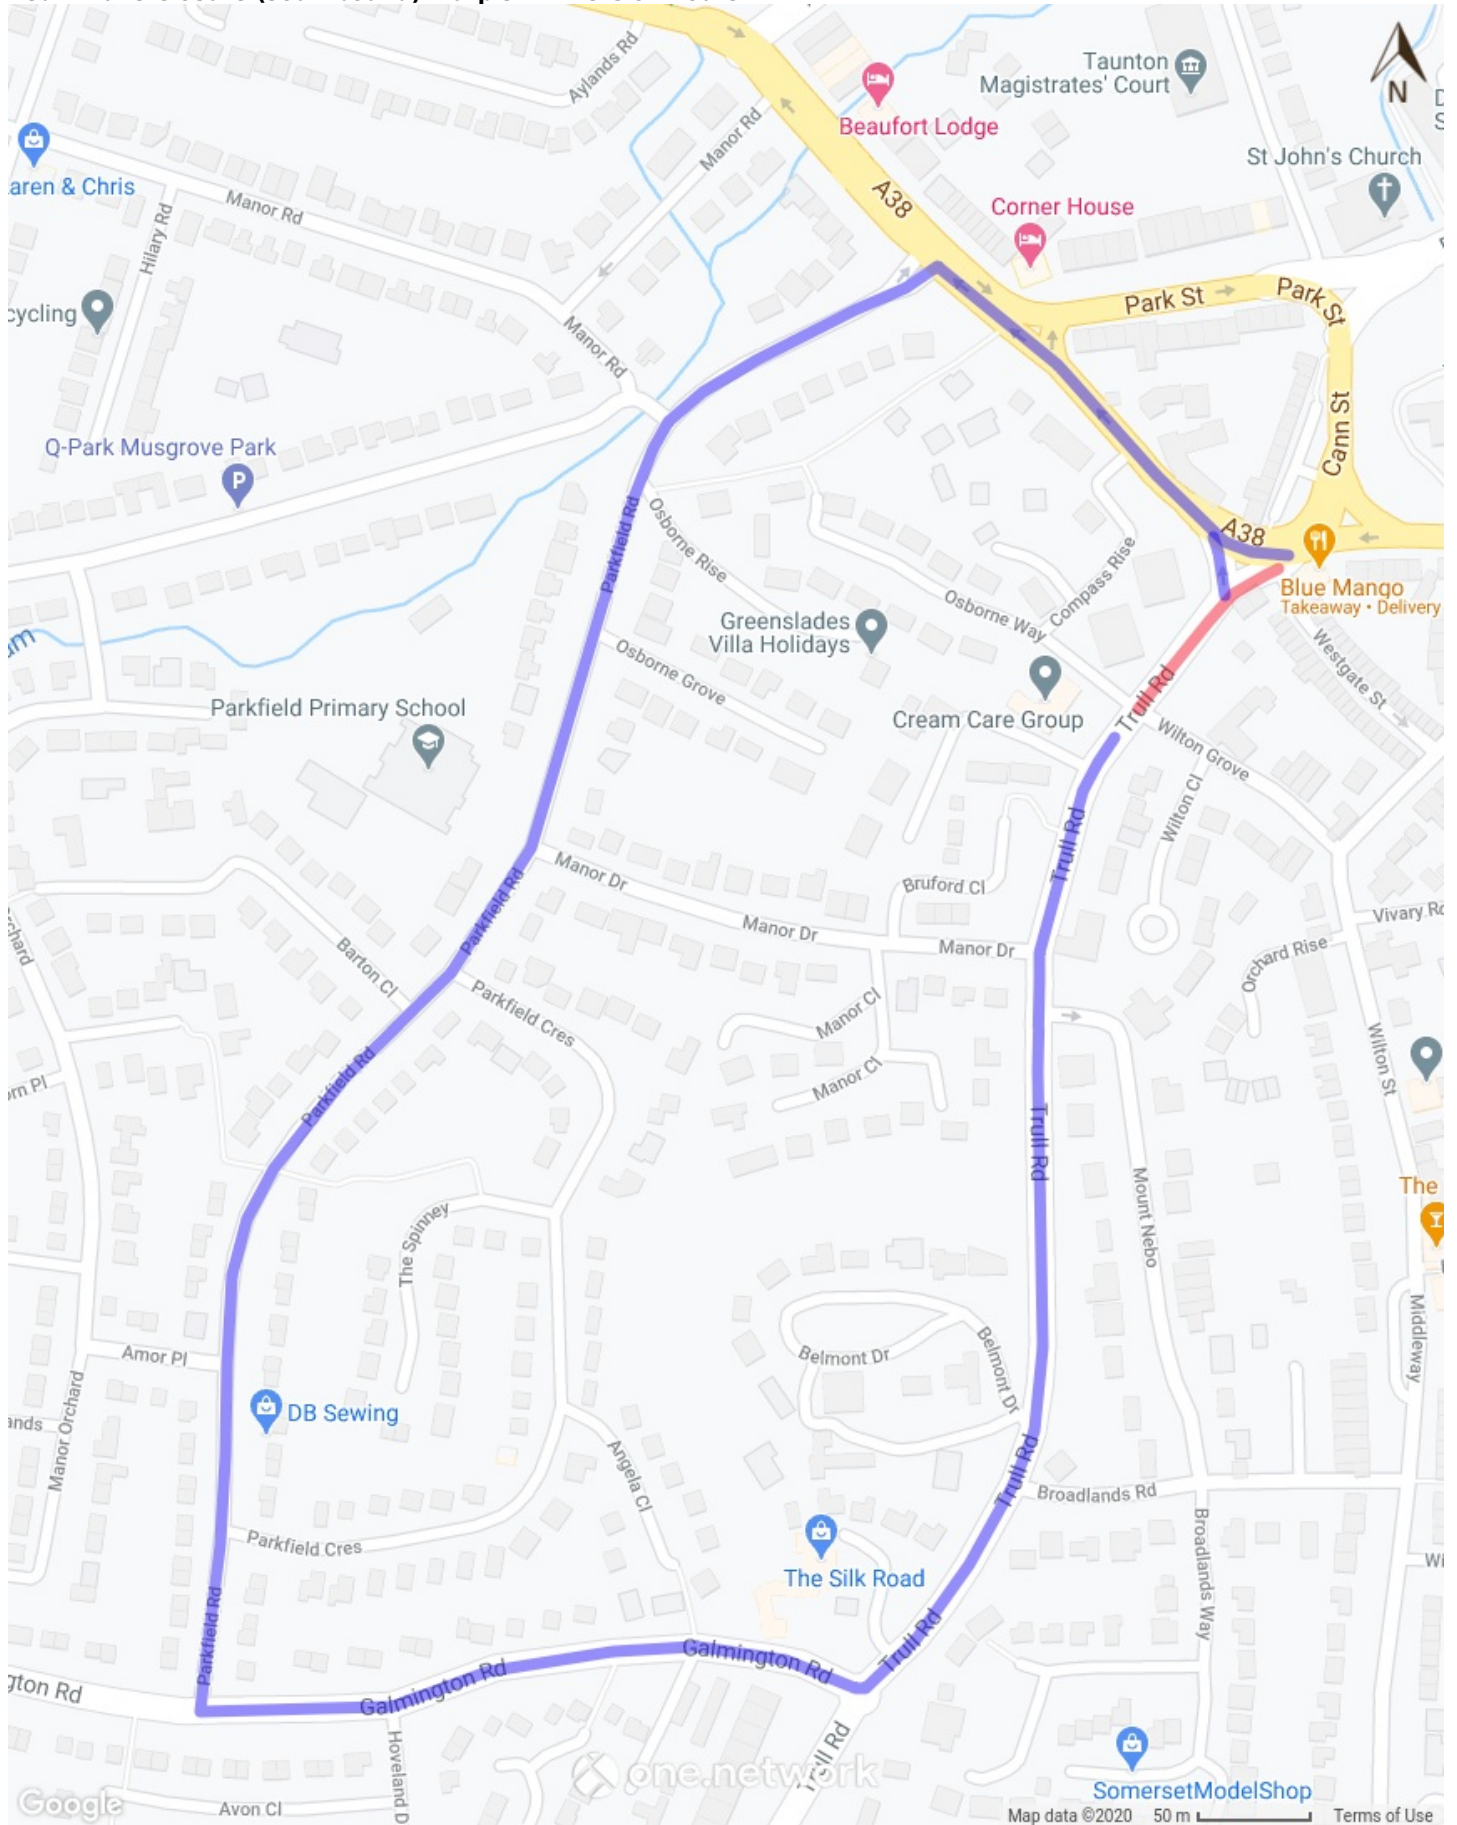 Aylands Rd
Taunton
Magistrates' Court
N
Beaufort Lodge
Manor Rd
St John's Church
aren & Chris
Manor Rd
A38
Corner House
Hilary Rd
Park St
Park St
cycling
Manor Rd
Cann St
Q-Park Musgrove Park
P
Parkfield Rd
Osborne Rise
A38
Compass Rise
Blue Mango
Takeaway • Delivery
Osborne Way
Greenslades
Villa Holidays
Osborne Grove
Westgate St
Trull Rd
Parkfield Primary School
Cream Care Group
Wilton Grove
Wilton Cl
Trull Rd
Manor Dr
Parkfield Rd
Bruford Cl
Vivary Rd
Manor Dr
Manor Dr
Orchard Rise
Barton Cl
Parkfield Cres
Manor Cl
Wilton St
Parkfield Rd
Manor Cl
Trull Rd
Mount Nebo
The
The Spinney
Middleway
Amor Pl
Belmont Dr
Belmont Dr
DB Sewing
ands
Manor Orchard
Angela Cl
Trull Rd
Broadlands Rd
Parkfield Cres
The Silk Road
Broadlands Way
Wi
Parkfield Rd
Trull Rd
Galmington Rd
gton Rd
Galmington Rd
Hoveland D
Trull Rd
one.network
SomersetModelShop
Google
Avon Cl
Map data ©2020 50 m Terms of Use